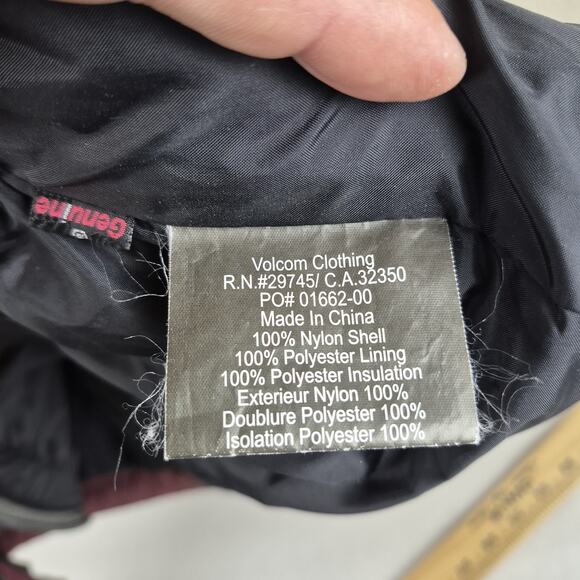 Genuine
Volcom Clothing
R.N.#29745/ C.A.32350
PO# 01662-00
Made In China
100% Nylon Shell
100% Polyester Lining
100% Polyester Insulation
Exterieur Nylon 100%
Doublure Polyester 100%
Isolation Polyester 100%